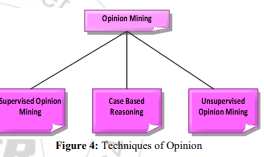 Opinion Mining
Supervised Opinion
Mining
Case Based
Reasoning
Unsupervised
Opinion Mining
Figure 4: Techniques of Opinion